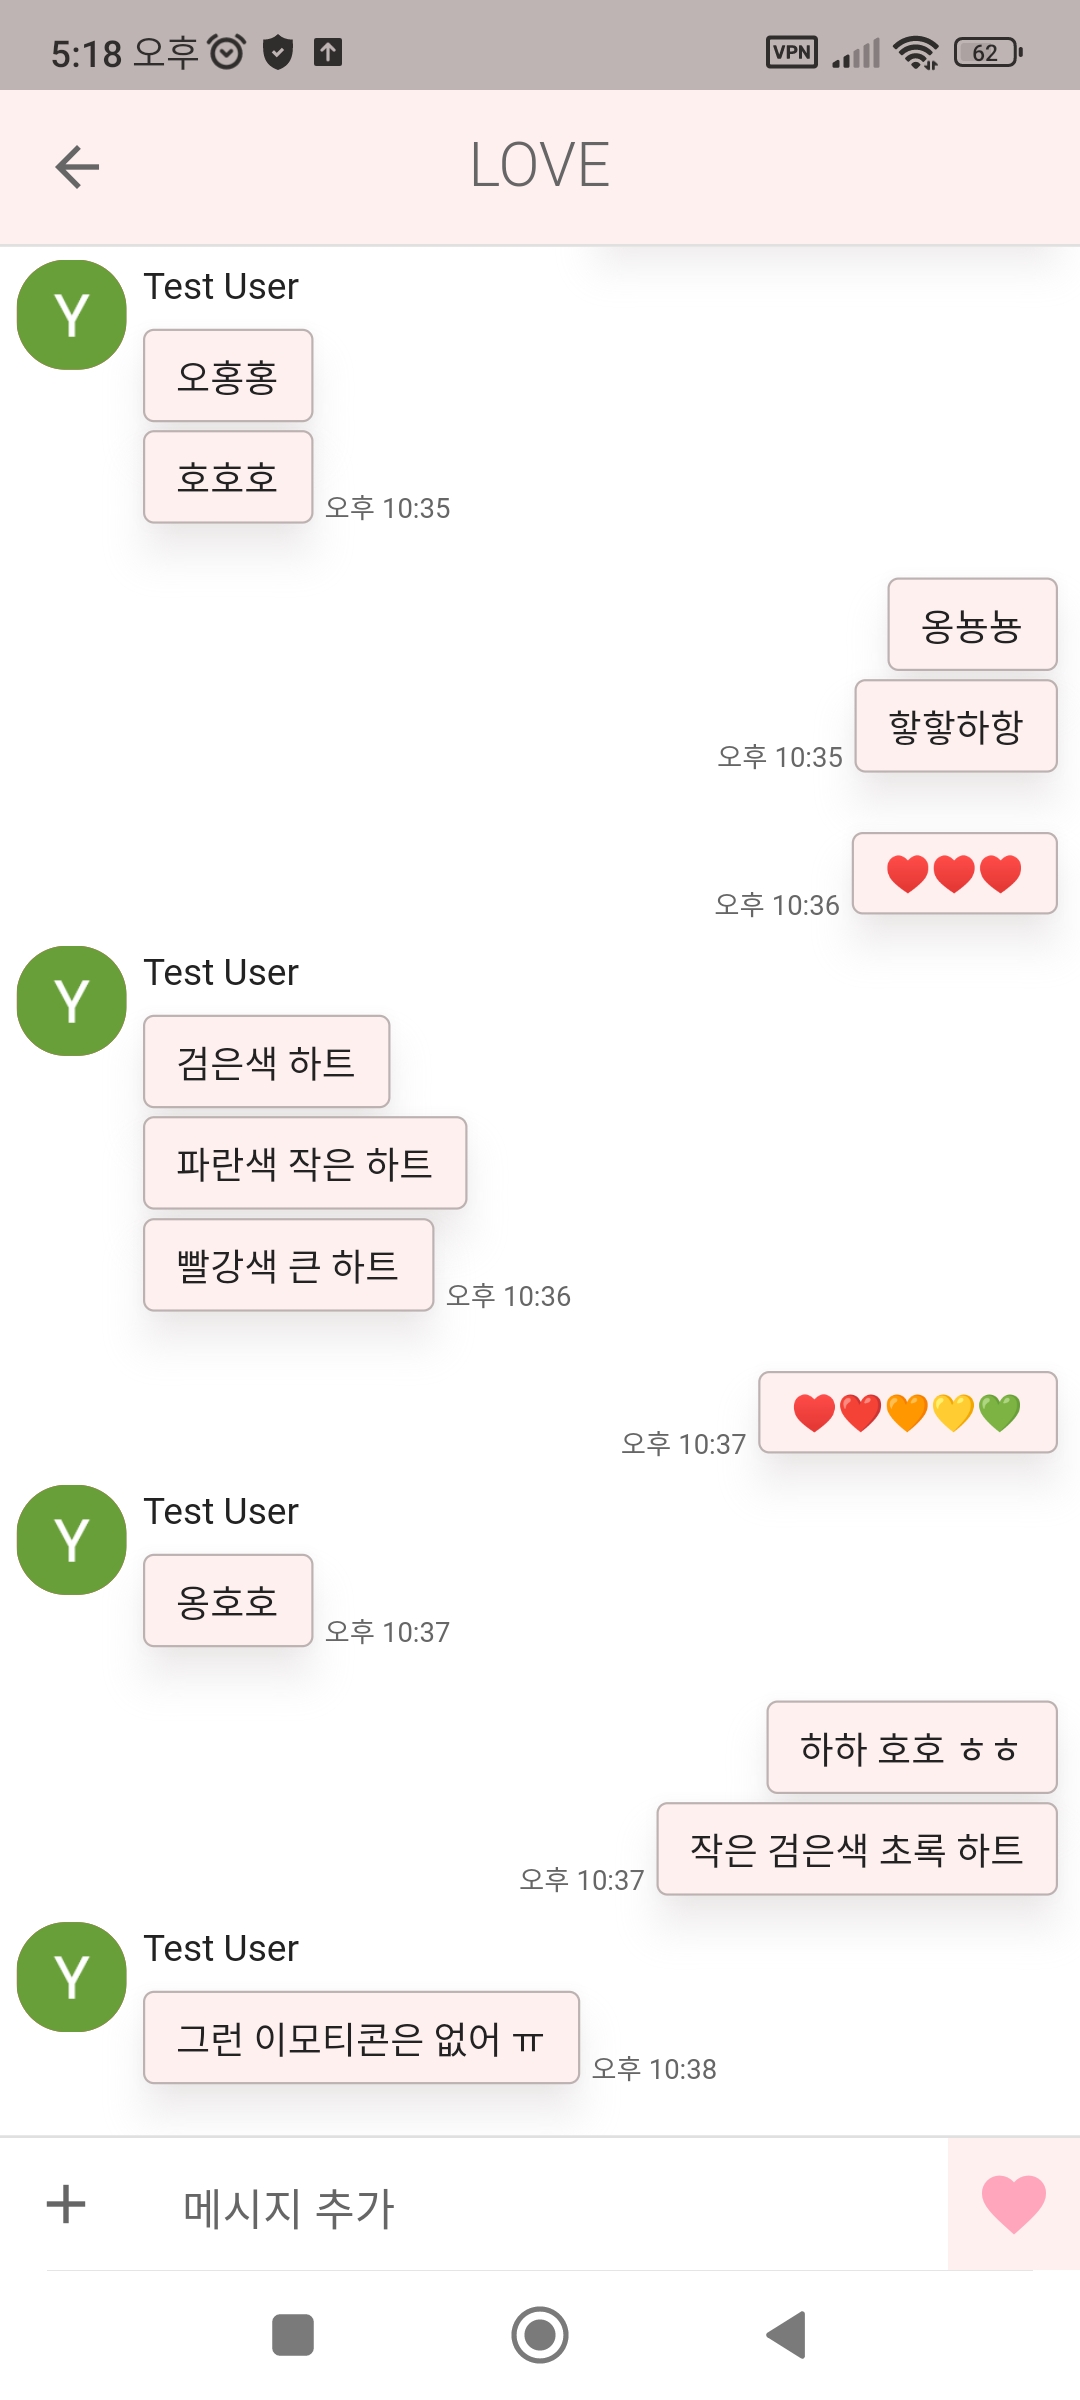 5:18 오후
VPN
62
LOVE
Y
Test User
오홍홍
호호호
오후 10:35
옹뇽뇽
핳핳하항
오후 10:35
♥️♥️♥️
오후 10:36
Y
Test User
검은색 하트
파란색 작은 하트
빨강색 큰 하트
오후 10:36
♥️❤️🧡💛💚
오후 10:37
Y
Test User
옹호호
오후 10:37
하하 호호 ㅎㅎ
작은 검은색 초록 하트
오후 10:37
Y
Test User
그런 이모티콘은 없어 ㅠ
오후 10:38
메시지 추가